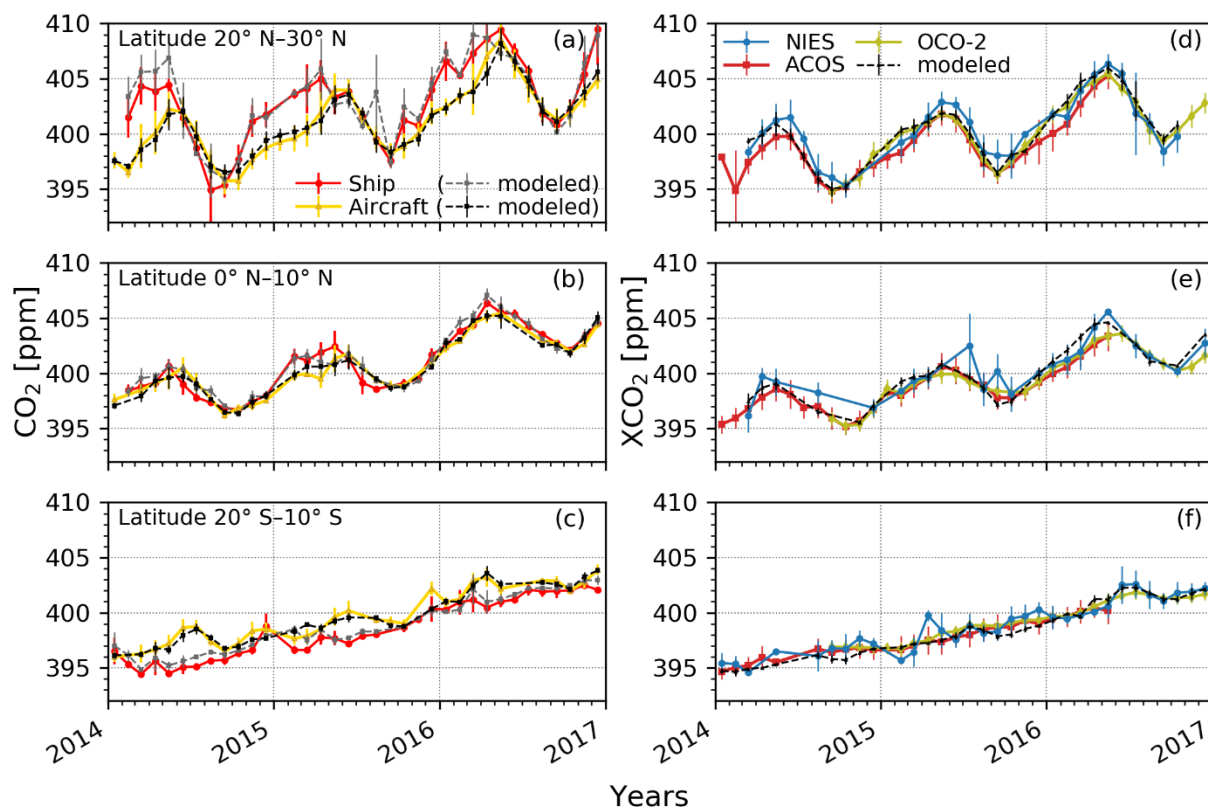 410
405
400
395
Latitude 20° N–30° N
(a)
Ship ( modeled)
Aircraft ( modeled)
410
405
400
395
(d)
NIES
OCO-2
ACOS
modeled
410
405
400
395
Latitude 0° N–10° N
(b)
CO₂ [ppm]
410
405
400
395
(e)
XCO₂ [ppm]
410
405
400
395
Latitude 20° S–10° S
(c)
2014
2015
2016
2017
410
405
400
395
(f)
2014
2015
2016
2017
Years